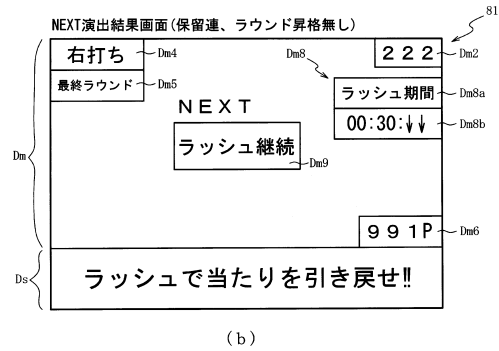 NEXT演出結果画面(保留連、ラウンド昇格無し)
81
右打ち
Dm4
222
Dm2
最終ラウンド
Dm5
Dm8
ラッシュ期間
Dm8a
NEXT
00:30:↓↓
Dm8b
ラッシュ継続
Dm9
Dm
991P
Dm6
Ds
ラッシュで当たりを引き戻せ!!
(b)